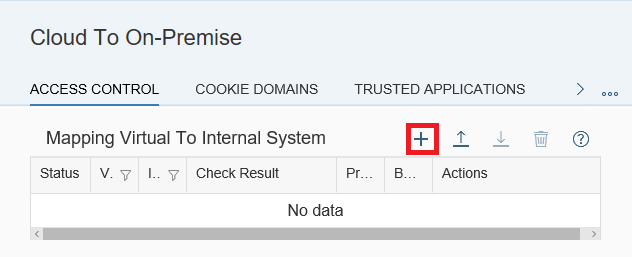 Cloud To On-Premise
ACCESS CONTROL COOKIE DOMAINS TRUSTED APPLICATIONS
Mapping Virtual To Internal System
Status V. I... Check Result Pr... B... Actions
No data